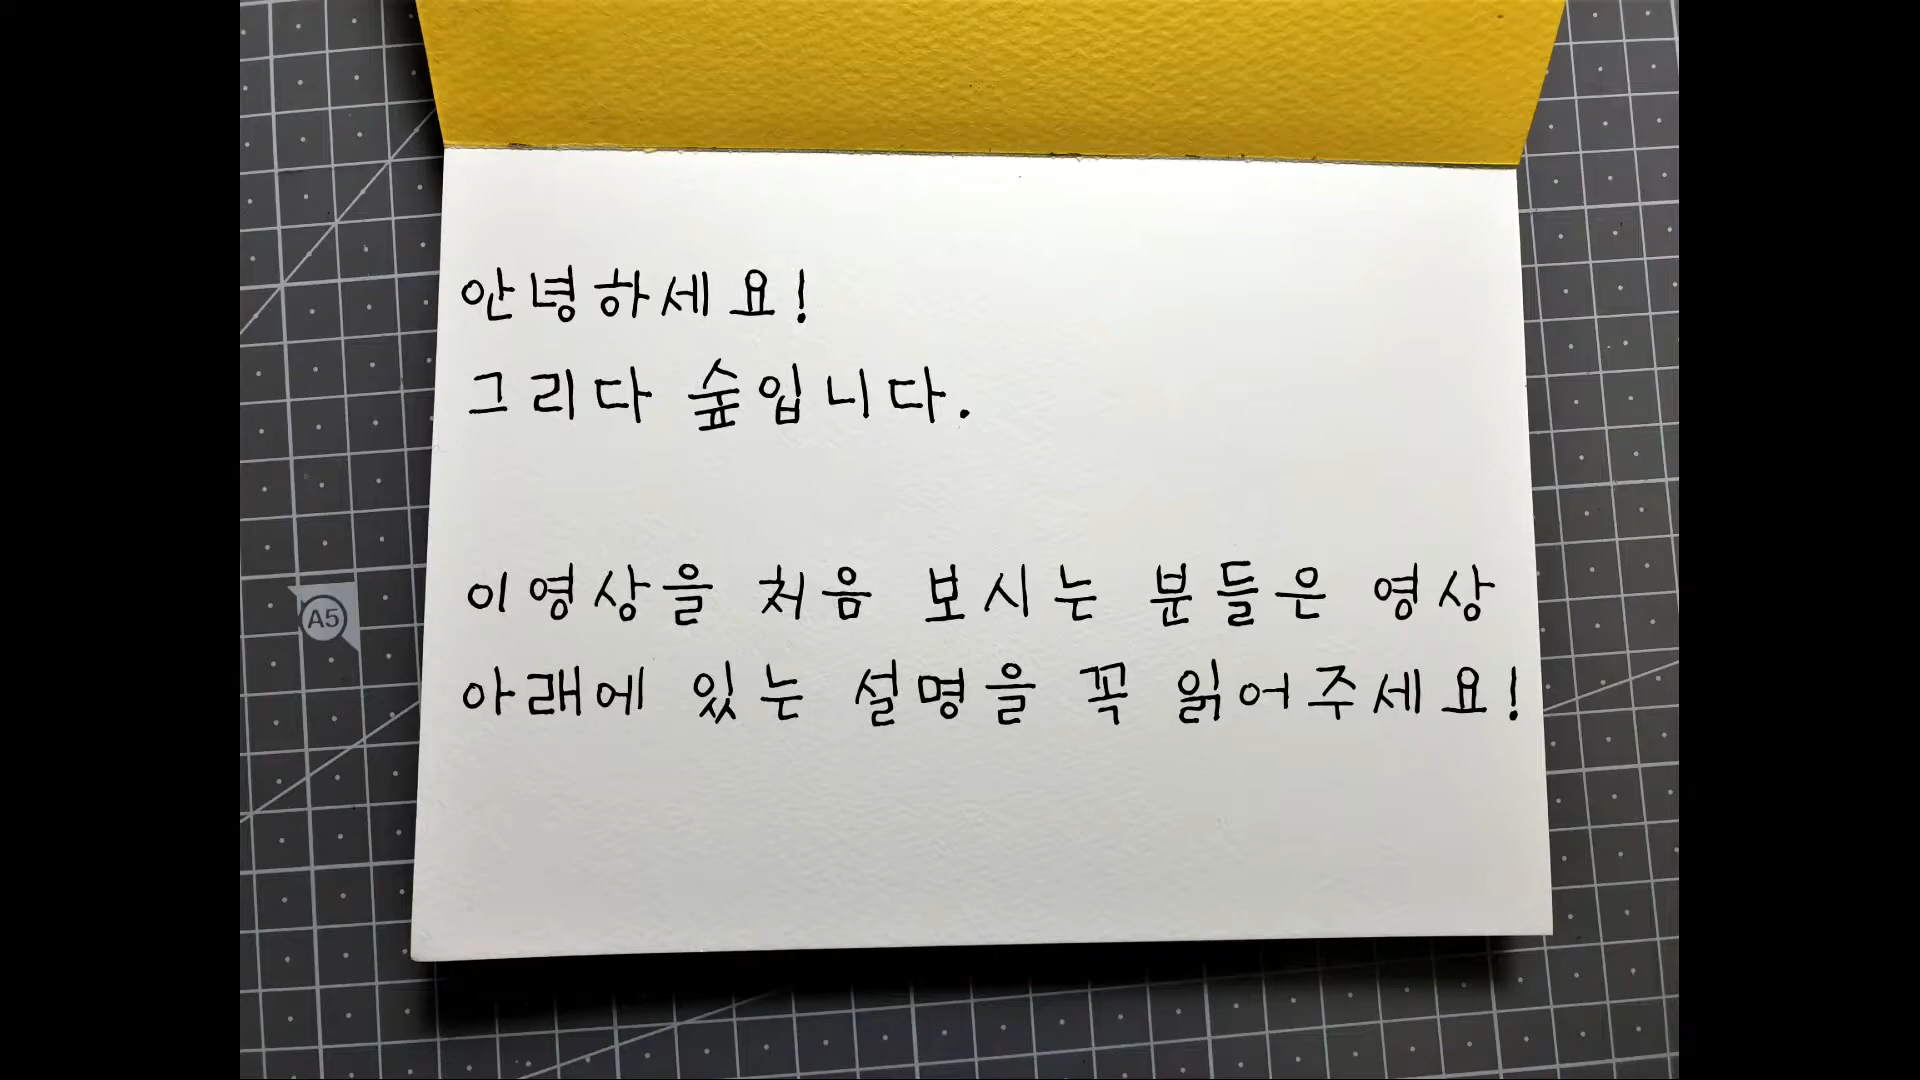 안녕하세요!
그리다 숲입니다.
이영상을 처음 보시는 분들은 영상
아래에 있는 설명을 꼭 읽어주세요!
A5